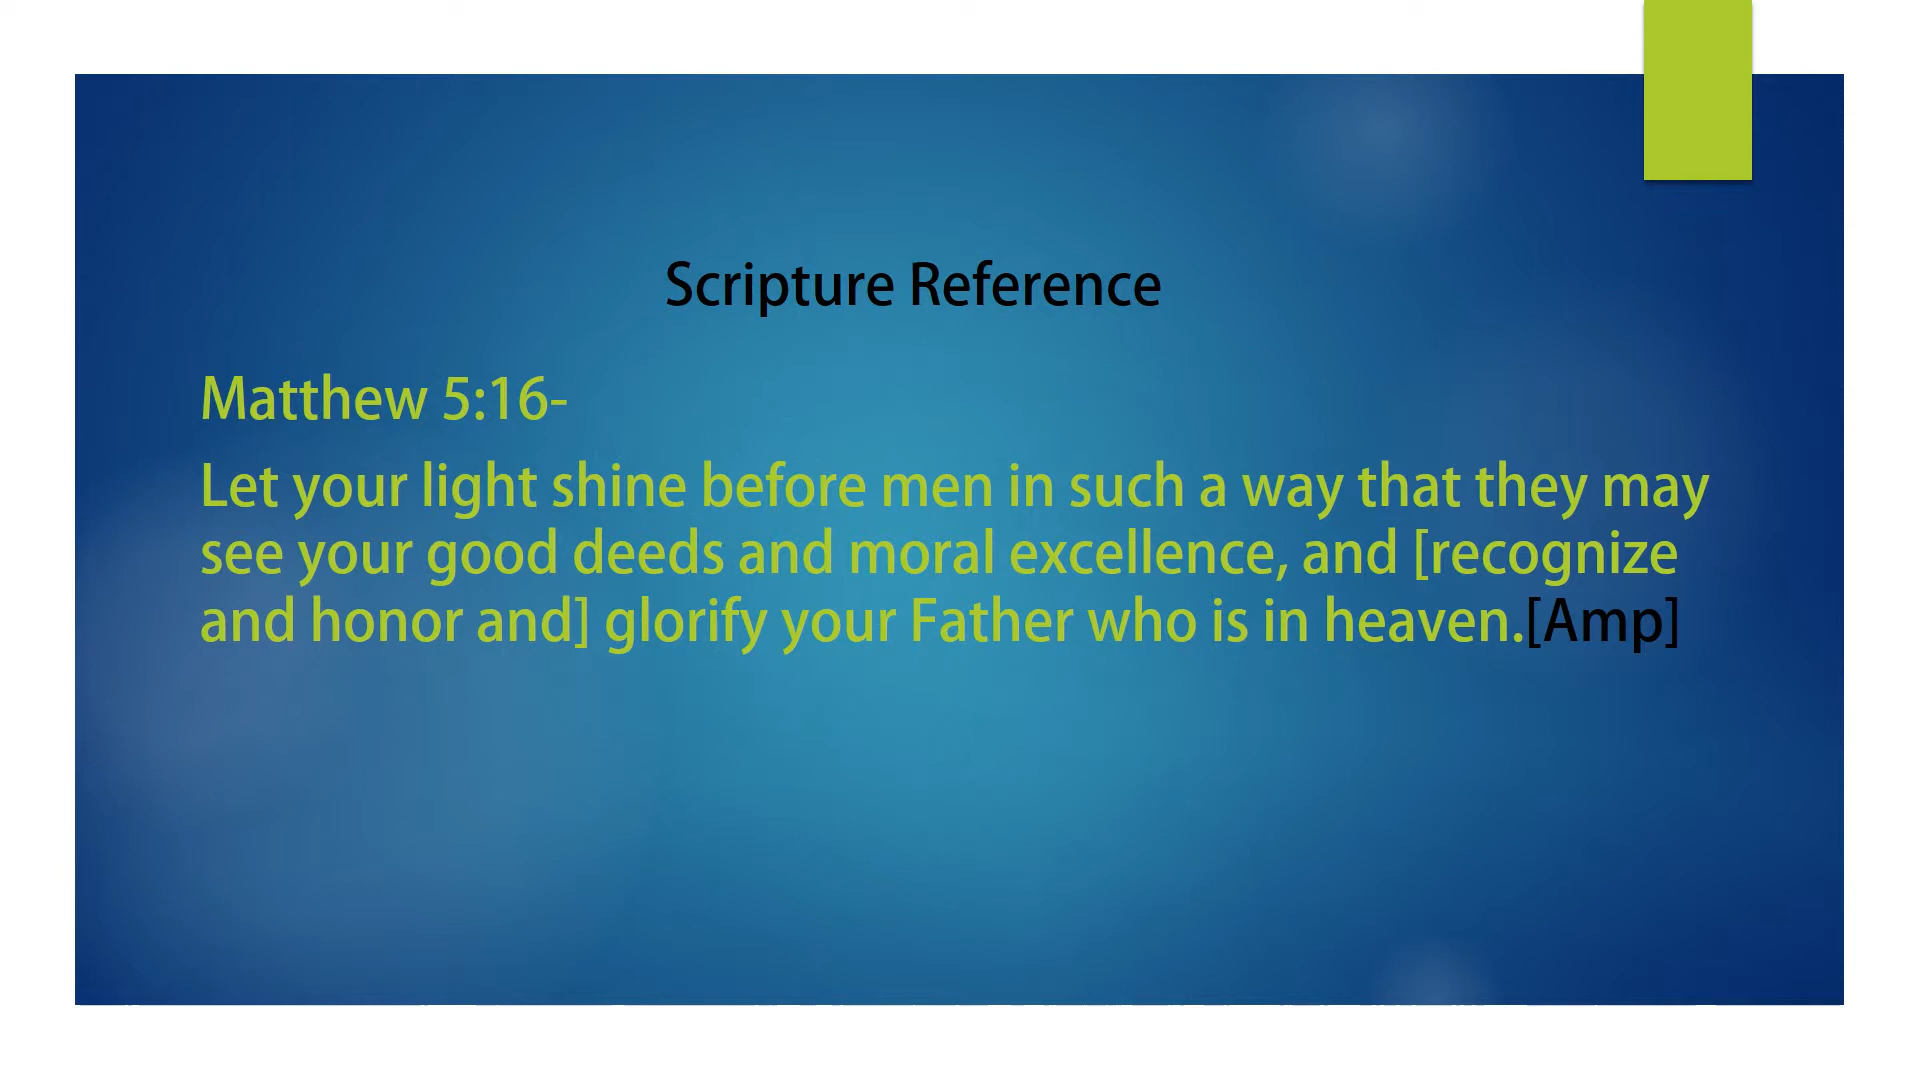 Scripture Reference
Matthew 5:16-
Let your light shine before men in such a way that they may
see your good deeds and moral excellence, and [recognize
and honor and] glorify your Father who is in heaven.[Amp]